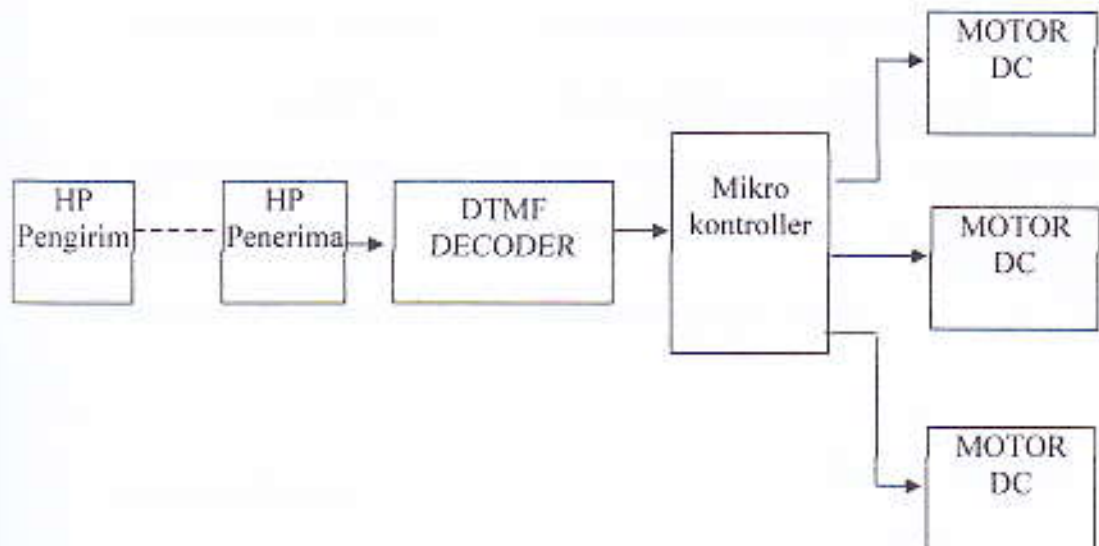 HP
Pengirim
HP
Penerima
DTMF
DECODER
Mikro
kontroller
MOTOR
DC
MOTOR
DC
MOTOR
DC